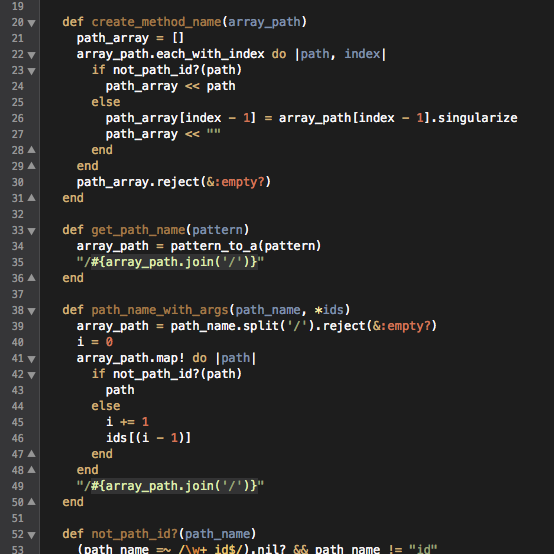 19
20 def create_method_name(array_path)
21 path_array = []
22 array_path.each_with_index do |path, index|
23 if not_path_id?(path)
24 path_array << path
25 else
26 path_array[index - 1] = array_path[index - 1].singularize
27 path_array << ""
28 end
29 end
30 path_array.reject(&:empty?)
31 end
32
33 def get_path_name(pattern)
34 array_path = pattern_to_a(pattern)
35 "/#{array_path.join('/')}"
36 end
37
38 def path_name_with_args(path_name, *ids)
39 array_path = path_name.split('/').reject(&:empty?)
40 i = 0
41 array_path.map! do |path|
42 if not_path_id?(path)
43 path
44 else
45 i += 1
46 ids[(i - 1)]
47 end
48 end
49 "/#{array_path.join('/')}"
50 end
51
52 def not_path_id?(path_name)
53 (path_name =~ /\w+_id$/).nil? && path_name != "id"